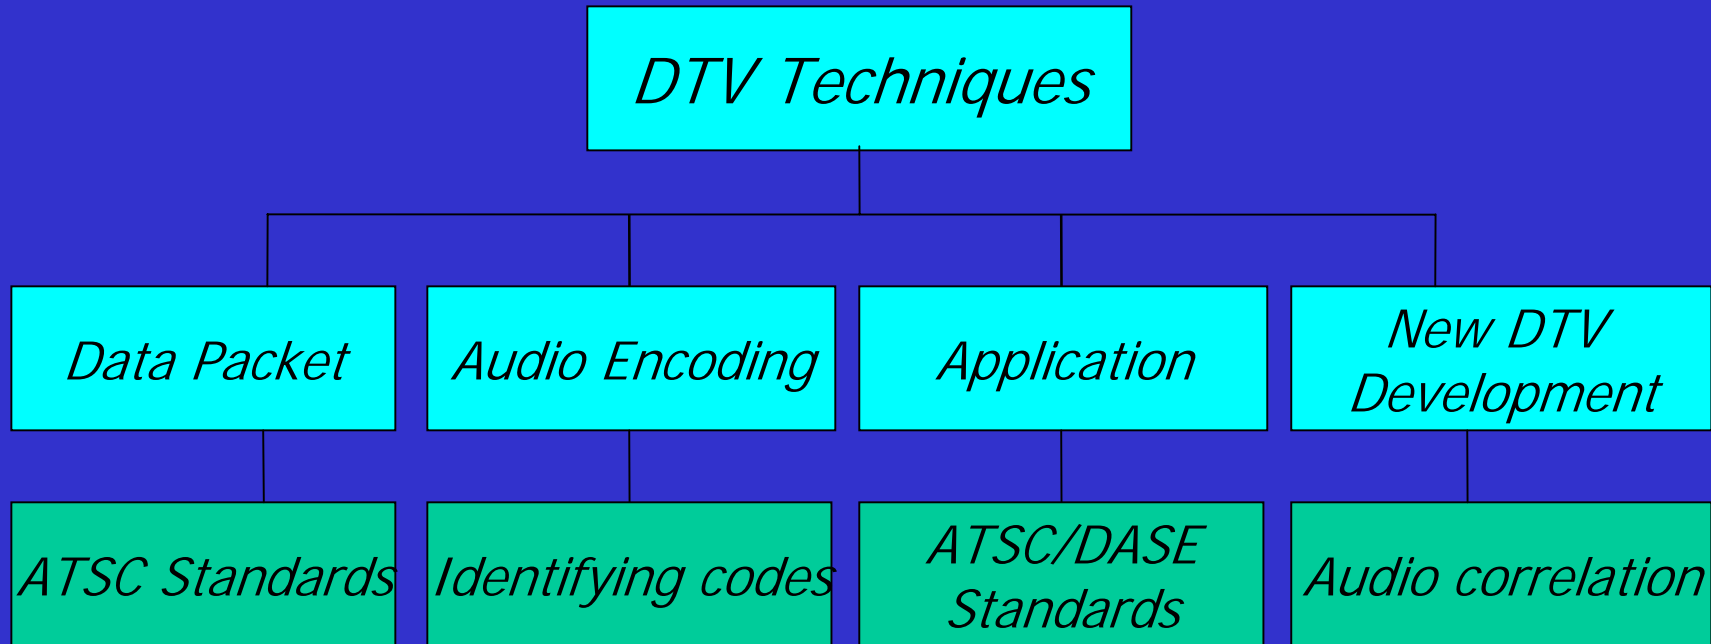 DTV Techniques
Data Packet
Audio Encoding
Application
New DTV
Development
ATSC Standards
Identifying codes
ATSC/DASE
Standards
Audio correlation